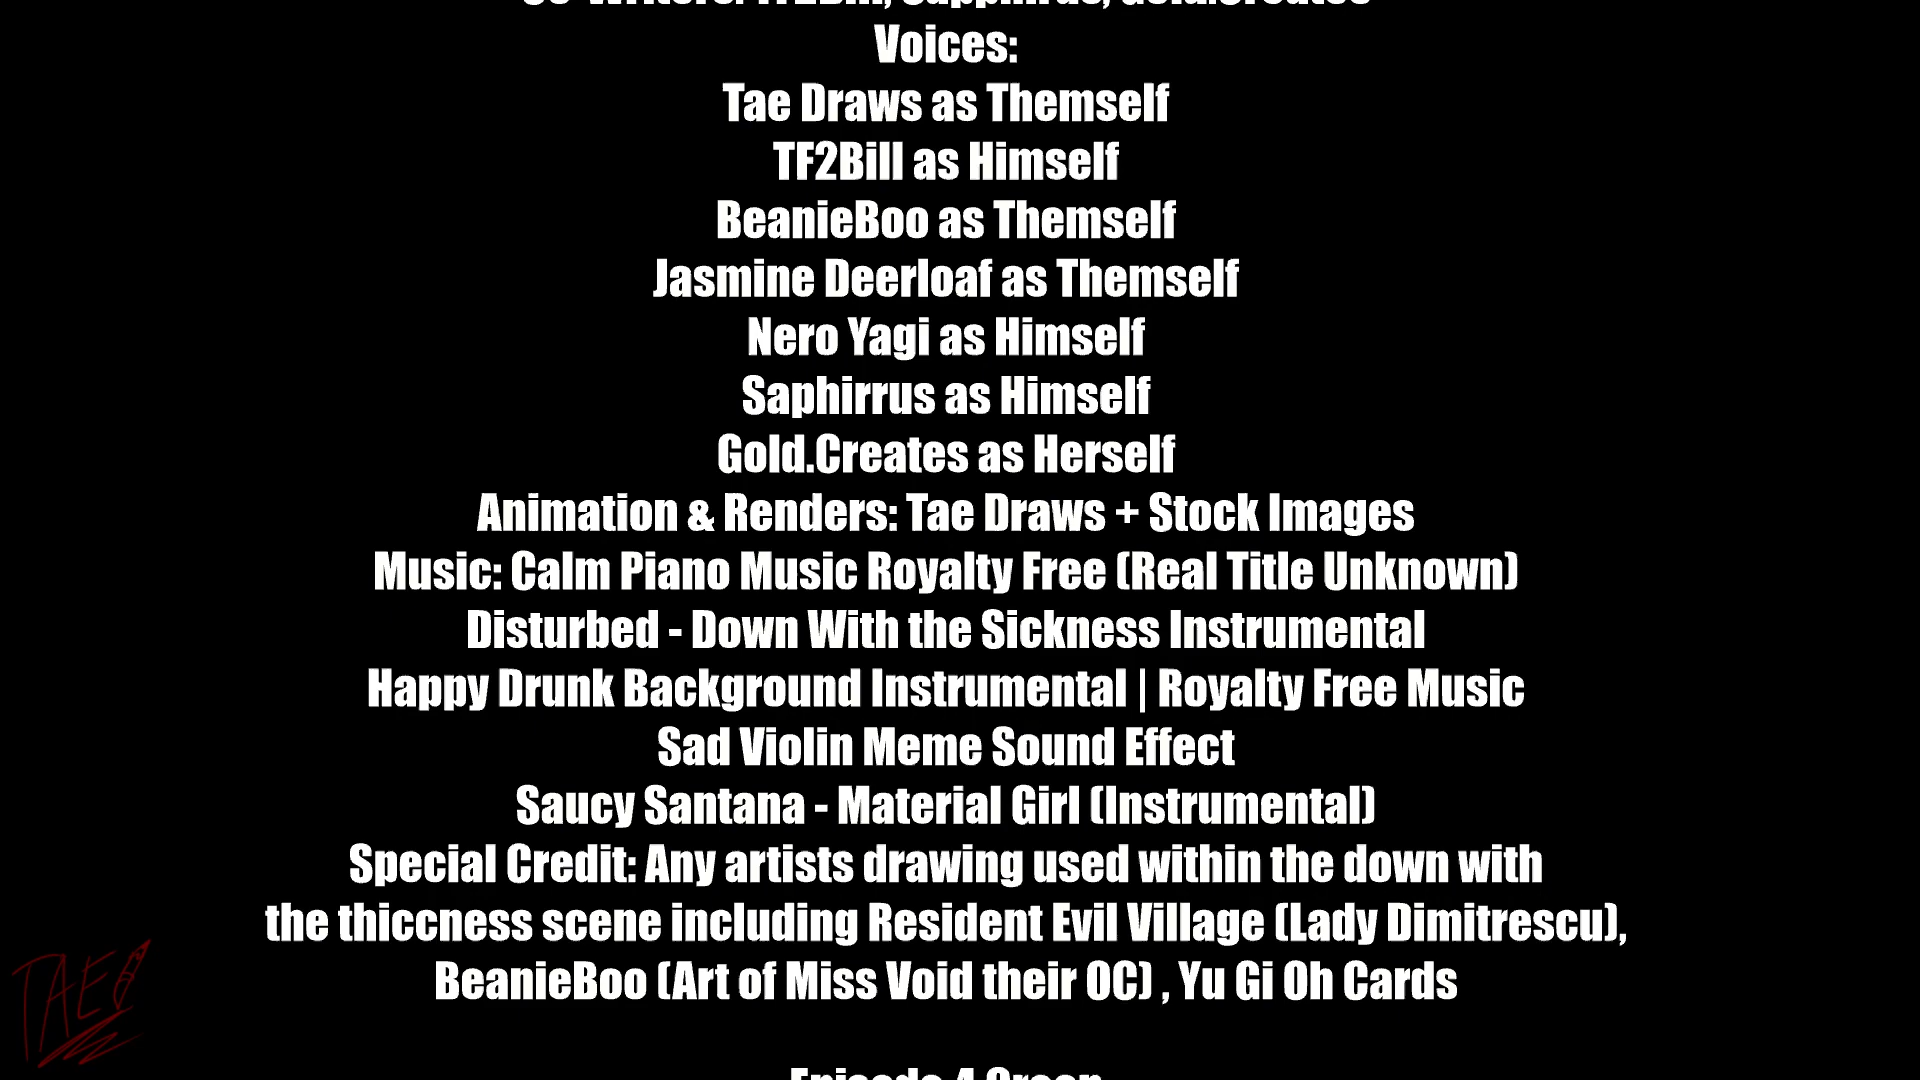 Voices:
Tae Draws as Themself
TF2Bill as Himself
BeanieBoo as Themself
Jasmine Deerloaf as Themself
Nero Yagi as Himself
Saphirrus as Himself
Gold.Creates as Herself
Animation & Renders: Tae Draws + Stock Images
Music: Calm Piano Music Royalty Free (Real Title Unknown)
Disturbed - Down With the Sickness Instrumental
Happy Drunk Background Instrumental | Royalty Free Music
Sad Violin Meme Sound Effect
Saucy Santana - Material Girl (Instrumental)
Special Credit: Any artists drawing used within the down with
the thiccness scene including Resident Evil Village (Lady Dimitrescu),
BeanieBoo (Art of Miss Void their OC) , Yu Gi Oh Cards
TAE
Episode 4